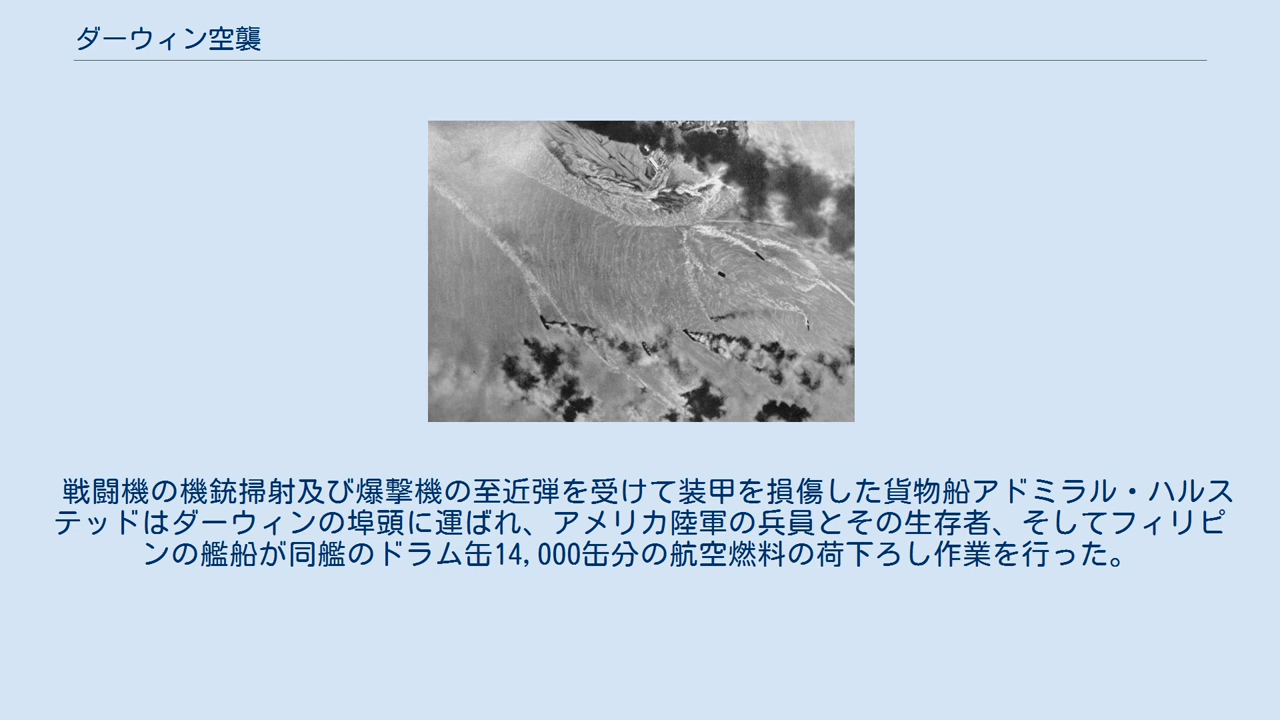 ダーウィン空襲
戦闘機の機銃掃射及び爆撃機の至近弾を受けて装甲を損傷した貨物船アドミラル・ハルス
テッドはダーウィンの埠頭に運ばれ、アメリカ陸軍の兵員とその生存者、そしてフィリピ
ンの艦船が同艦のドラム缶14,000缶分の航空燃料の荷下ろし作業を行った。